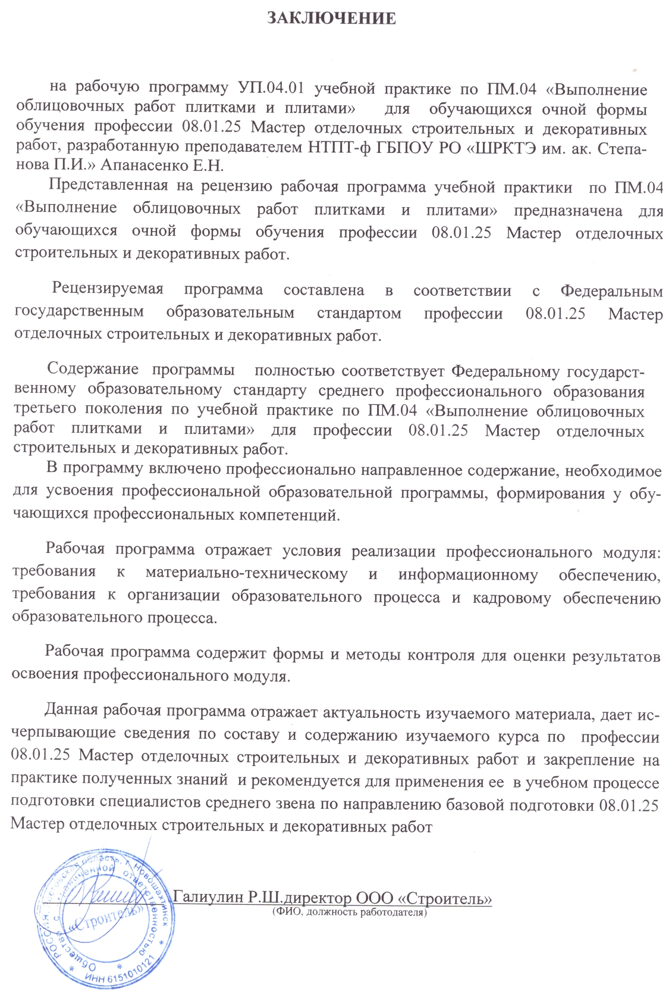 ЗАКЛЮЧЕНИЕ
на рабочую программу УП.04.01 учебной практике по ПМ.04 «Выполнение
облицовочных работ плитками и плитами» для обучающихся очной формы
обучения профессии 08.01.25 Мастер отделочных строительных и декоративных
работ, разработанную преподавателем НТПТ-ф ГБПОУ РО «ШРКТЭ им. ак. Степа-
нова П.И.» Апанасенко Е.Н.
Представленная на рецензию рабочая программа учебной практики по ПМ.04
«Выполнение облицовочных работ плитками и плитами» предназначена для
обучающихся очной формы обучения профессии 08.01.25 Мастер отделочных
строительных и декоративных работ.
Рецензируемая программа составлена в соответствии с Федеральным
государственным образовательным стандартом профессии 08.01.25 Мастер
отделочных строительных и декоративных работ.
Содержание программы полностью соответствует Федеральному государст-
венному образовательному стандарту среднего профессионального образования
третьего поколения по учебной практике по ПМ.04 «Выполнение облицовочных
работ плитками и плитами» для профессии 08.01.25 Мастер отделочных
строительных и декоративных работ.
В программу включено профессионально направленное содержание, необходимое
для усвоения профессиональной образовательной программы, формирования у обу-
чающихся профессиональных компетенций.
Рабочая программа отражает условия реализации профессионального модуля:
требования к материально-техническому и информационному обеспечению,
требования к организации образовательного процесса и кадровому обеспечению
образовательного процесса.
Рабочая программа содержит формы и методы контроля для оценки результатов
освоения профессионального модуля.
Данная рабочая программа отражает актуальность изучаемого материала, дает ис-
черпывающие сведения по составу и содержанию изучаемого курса по профессии
08.01.25 Мастер отделочных строительных и декоративных работ и закрепление на
практике полученных знаний и рекомендуется для применения ее в учебном процессе
подготовки специалистов среднего звена по направлению базовой подготовки 08.01.25
Мастер отделочных строительных и декоративных работ
Галиулин Р.Ш.директор ООО «Строитель»
(ФИО, должность работодателя)
РОССИЯ, Ростовская область, г. Новошахтинск
Общество с ограниченной ответственностью
«Строитель»
ИНН 6151010121